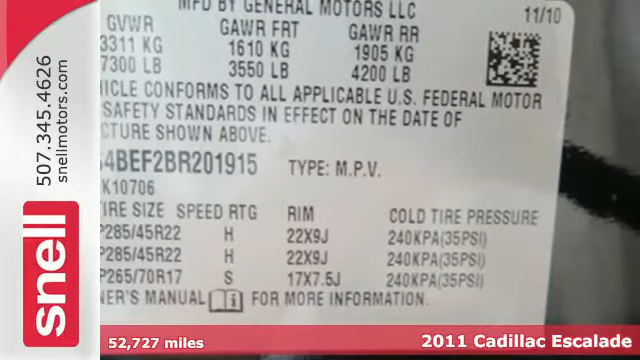 MFD BY GENERAL MOTORS LLC
11/10
GVWR GAWR FRT GAWR RR
3311 KG 1610 KG 1905 KG
7300 LB 3550 LB 4200 LB
HICLE CONFORMS TO ALL APPLICABLE U.S. FEDERAL MOTOR
SAFETY STANDARDS IN EFFECT ON THE DATE OF
CTURE SHOWN ABOVE.
S4BEF2BR201915 TYPE: M.P.V.
K10706
TIRE SIZE SPEED RTG RIM COLD TIRE PRESSURE
P285/45R22 H 22X9J 240KPA(35PSI)
P285/45R22 H 22X9J 240KPA(35PSI)
P265/70R17 S 17X7.5J 240KPA(35PSI)
NER'S MANUAL FOR MORE INFORMATION.
507.345.4626
snellmotors.com
snell
52,727 miles
2011 Cadillac Escalade